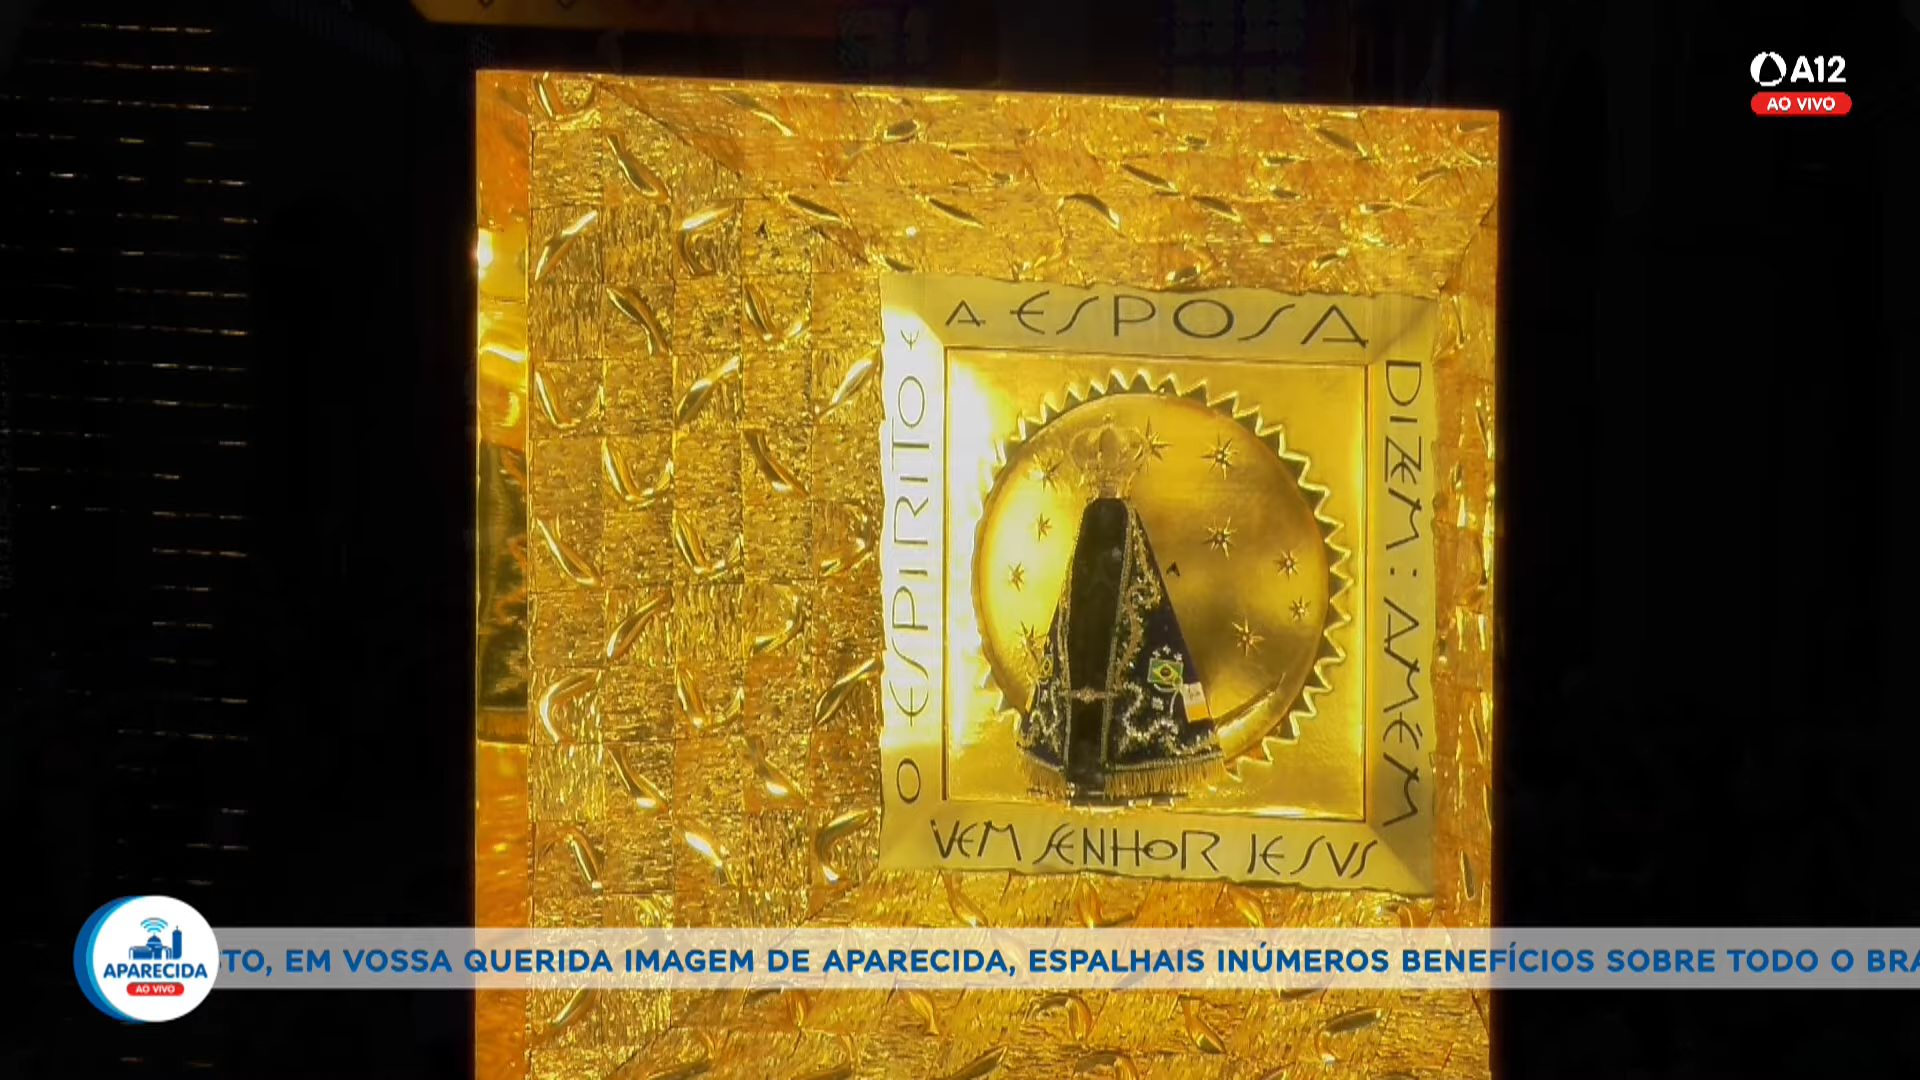 A12
AO VIVO
O ESPIRITO E
A ESPOSA
DIZEM: AMÉM
VEM SENHOR JESUS
APARECIDA
AO VIVO
TO, EM VOSSA QUERIDA IMAGEM DE APARECIDA, ESPALHAIS INÚMEROS BENEFÍCIOS SOBRE TODO O BRA